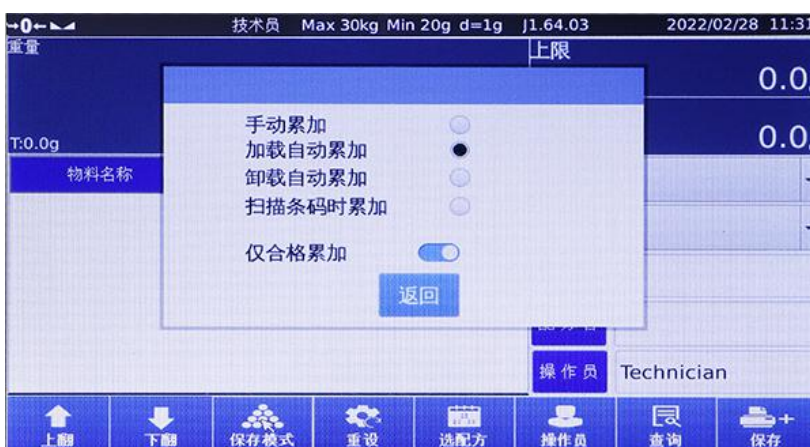 →0← 技术员 Max 30kg Min 20g d=1g J1.64.03 2022/02/28 11:31
重量
上限
0.0
T:0.0g
0.0
物料名称
手动累加
加载自动累加
卸载自动累加
扫描条码时累加
仅合格累加
返回
操作员 Technician
上翻 下翻 保存模式 重设 选配方 操作员 查询 保存